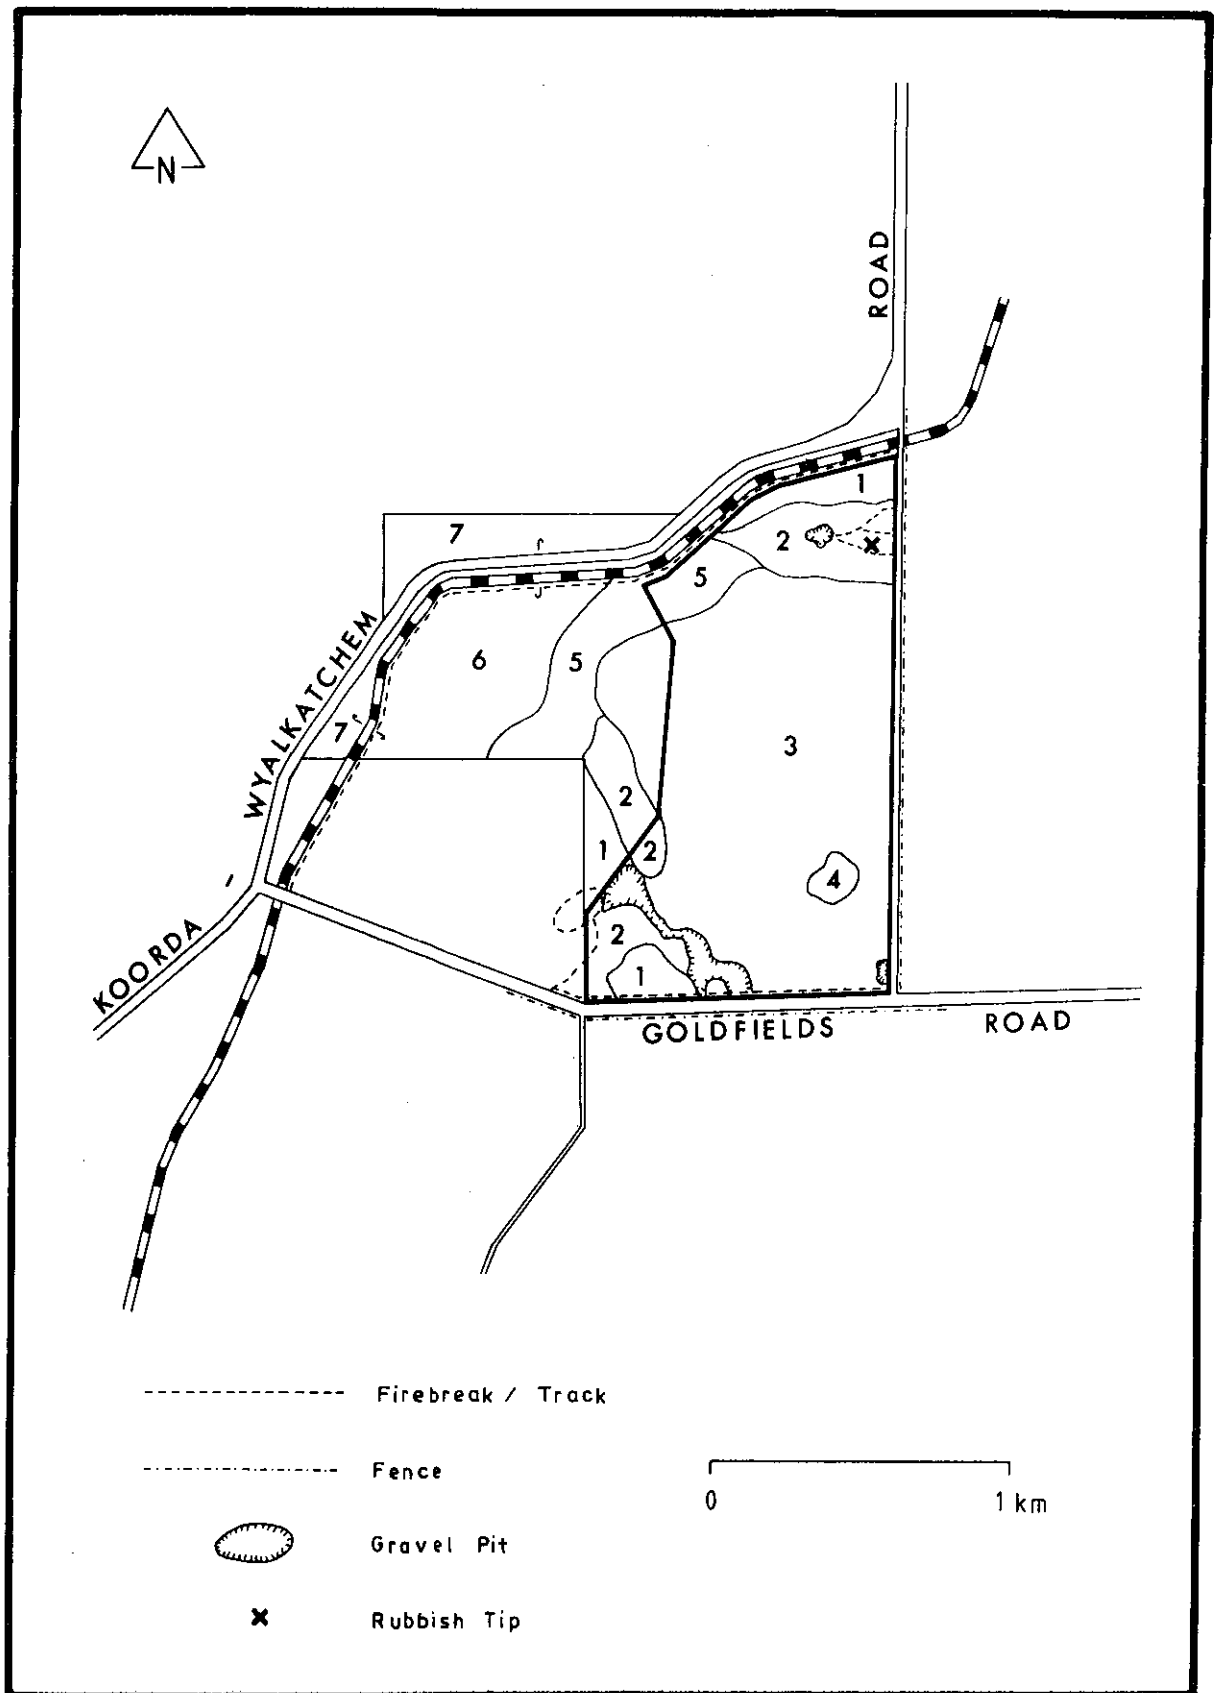 N
ROAD
1
2
7
5
6
5
WYALKATCHEM
7
3
2
1
2
4
KOORDA -
2
1
GOLDFIELDS ROAD
Firebreak / Track
Fence
0 1 km
Gravel Pit
Rubbish Tip